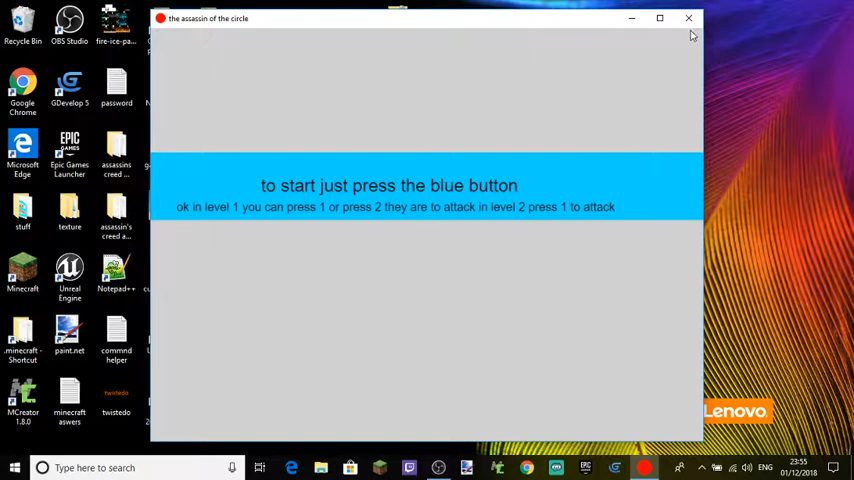 the assassin of the circle
to start just press the blue button
ok in level 1 you can press 1 or press 2 they are to attack in level 2 press 1 to attack
Recycle Bin
OBS Studio
fire-ice-pa...
Google Chrome
GDevelop 5
password
Microsoft Edge
Epic Games Launcher
assassins creed ...
stuff
texture
assassin's creed a...
Minecraft
Unreal Engine
Notepad++
.minecraft - Shortcut
paint.net
commnd helper
MCreator 1.8.0
minecraft aswers
twistedo
twistedo
EPIC GAMES
Lenovo
Type here to search
ENG
23:55
01/12/2018